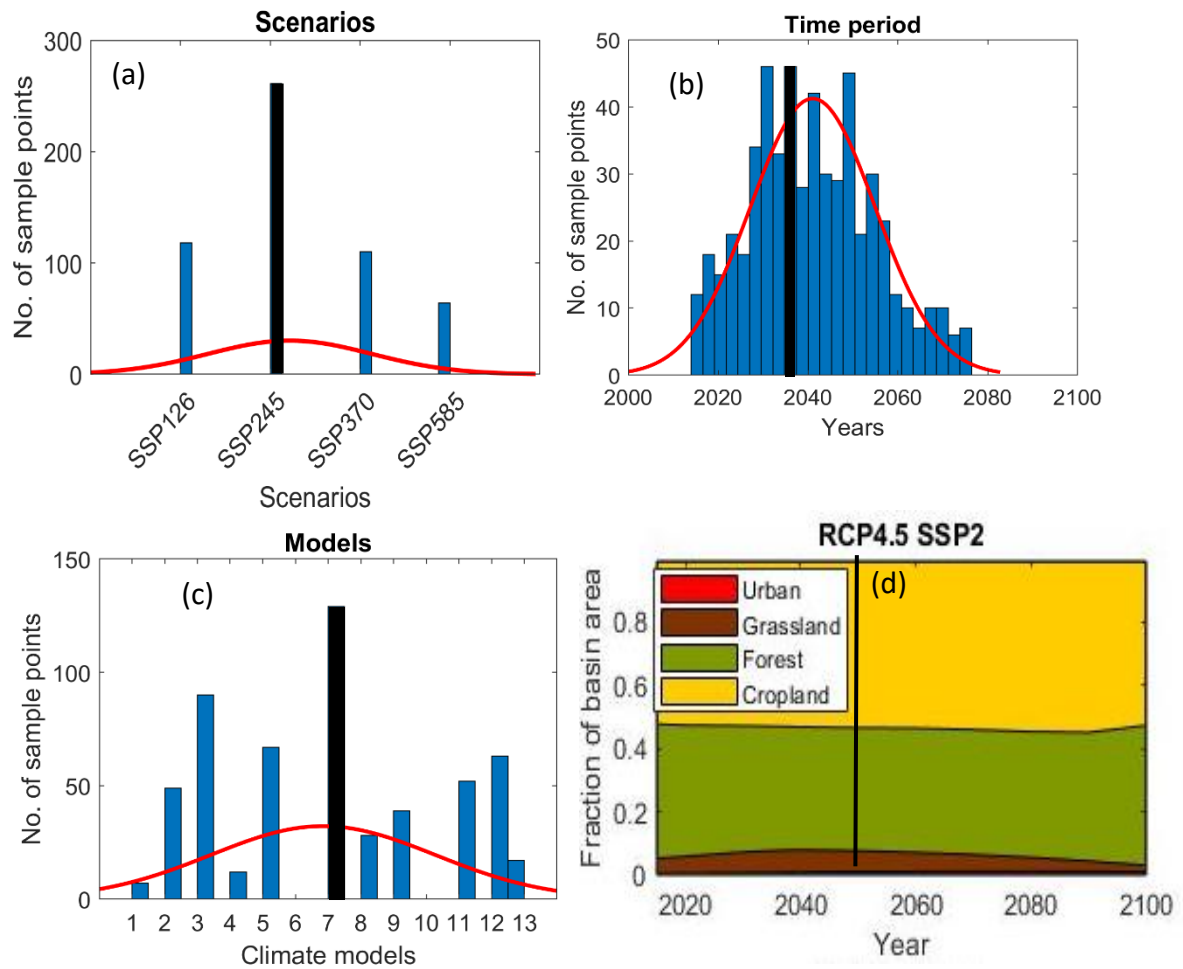 Scenarios
(a)
300
200
100
0
No. of sample points
SSP126
SSP245
SSP370
SSP585
Scenarios
Time period
(b)
50
40
30
20
10
0
No. of sample points
2000 2020 2040 2060 2080 2100
Years
Models
(c)
150
100
50
0
No. of sample points
1 2 3 4 5 6 7 8 9 10 11 12 13
Climate models
RCP4.5 SSP2
(d)
Urban
Grassland
Forest
Cropland
0.8
0.6
0.4
0.2
0
Fraction of basin area
2020 2040 2060 2080 2100
Year